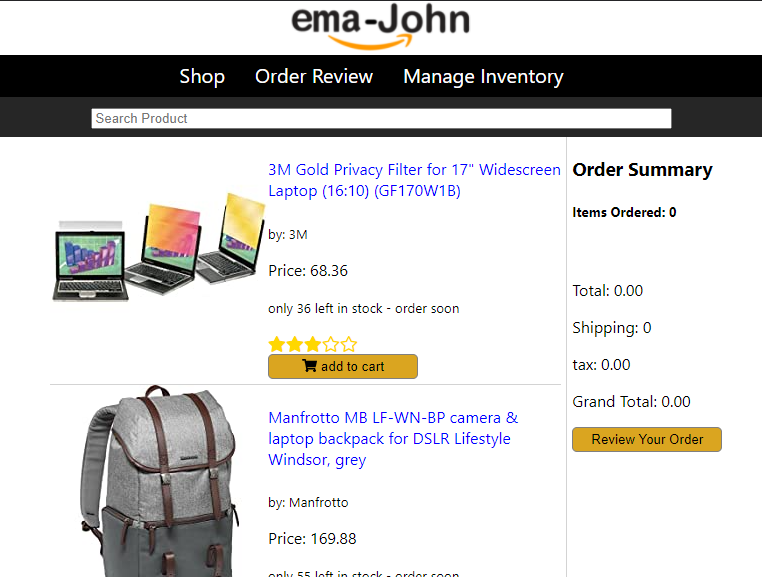 ema-John
Shop Order Review Manage Inventory
Search Product
3M Gold Privacy Filter for 17" Widescreen
Laptop (16:10) (GF170W1B)
by: 3M
Price: 68.36
only 36 left in stock - order soon
add to cart
Manfrotto MB LF-WN-BP camera &
laptop backpack for DSLR Lifestyle
Windsor, grey
by: Manfrotto
Price: 169.88
only 55 left in stock - order soon
Order Summary
Items Ordered: 0
Total: 0.00
Shipping: 0
tax: 0.00
Grand Total: 0.00
Review Your Order